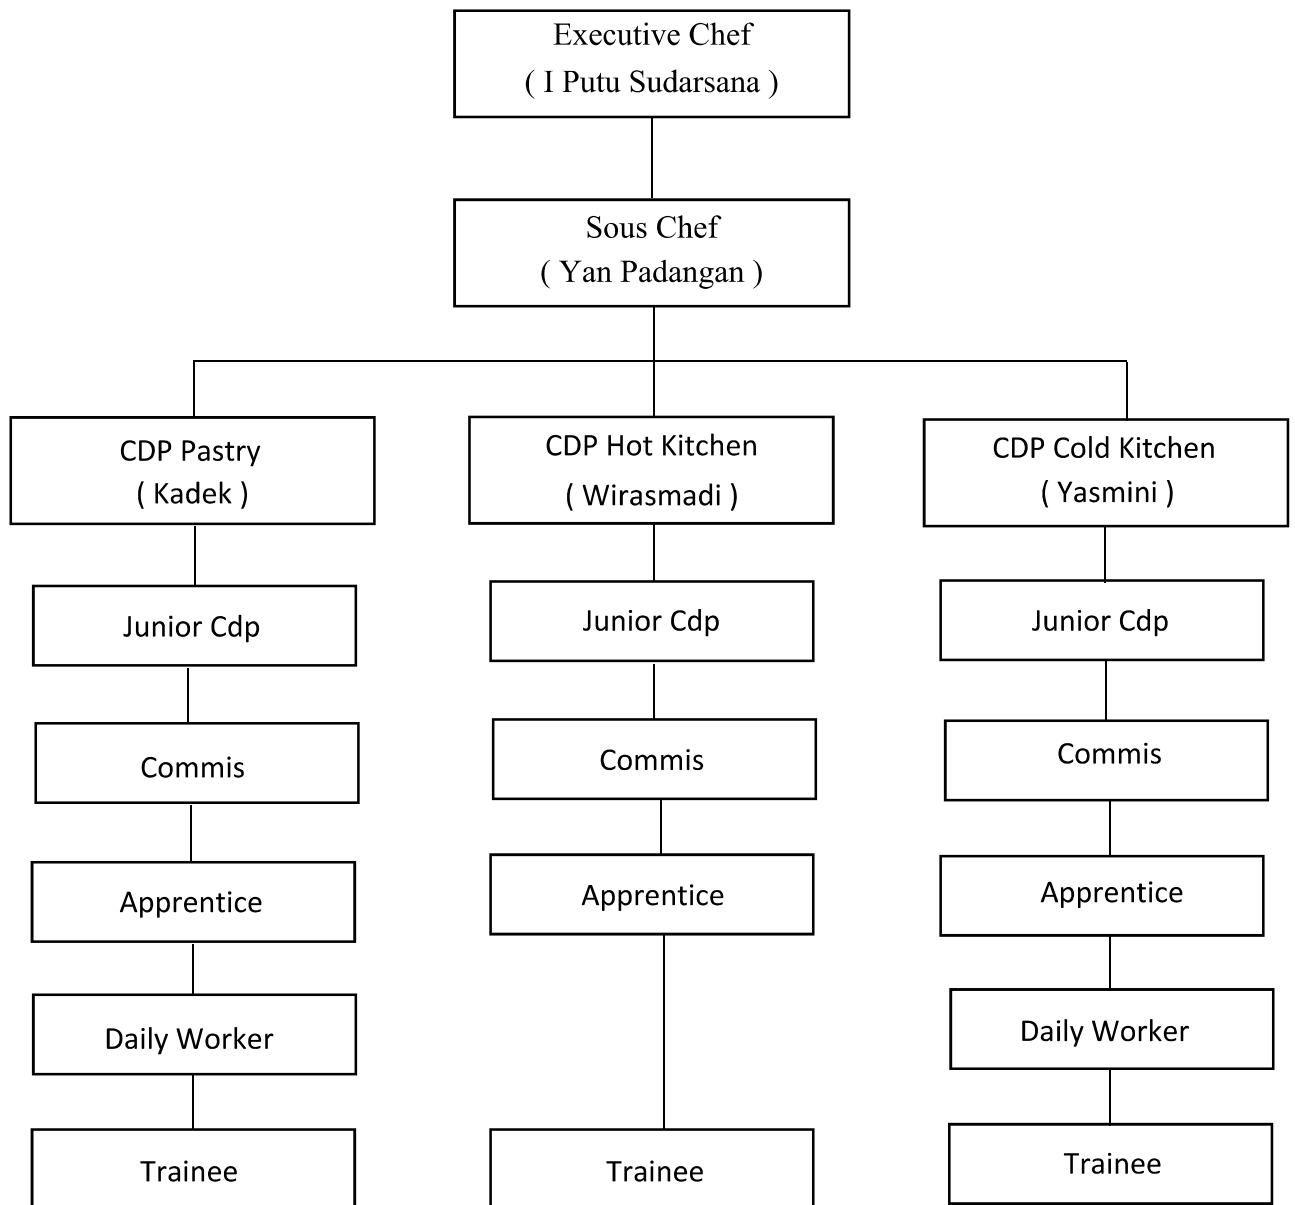 Executive Chef
( I Putu Sudarsana )
Sous Chef
( Yan Padangan )
CDP Pastry
( Kadek )
CDP Hot Kitchen
( Wirasmadi )
CDP Cold Kitchen
( Yasmini )
Junior Cdp
Junior Cdp
Junior Cdp
Commis
Commis
Commis
Apprentice
Apprentice
Apprentice
Daily Worker
Daily Worker
Trainee
Trainee
Trainee